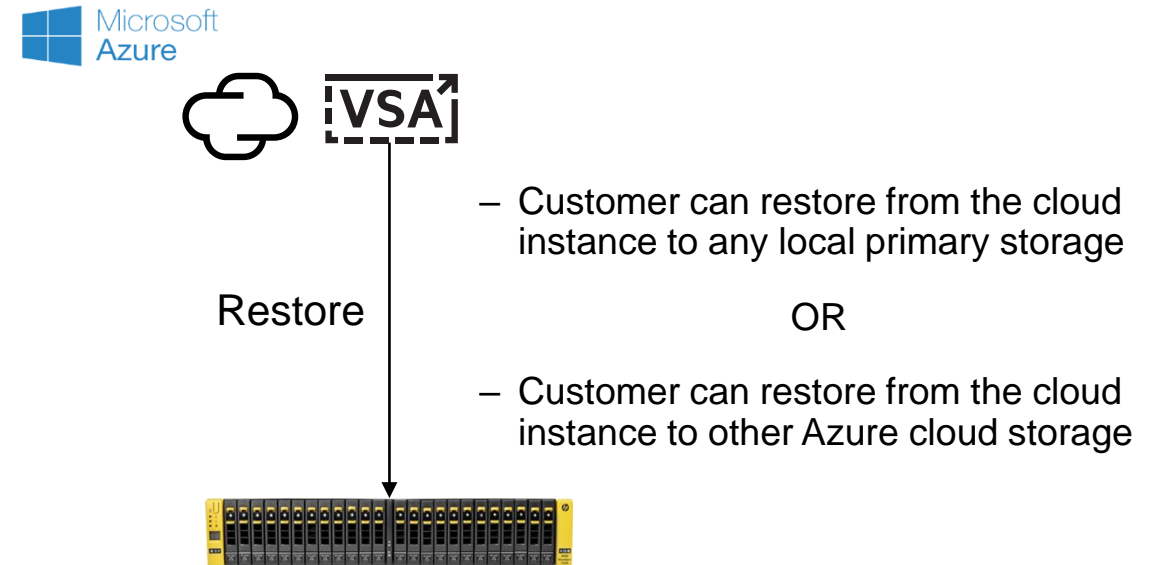 Microsoft
Azure
VSA
– Customer can restore from the cloud
instance to any local primary storage
Restore
OR
– Customer can restore from the cloud
instance to other Azure cloud storage